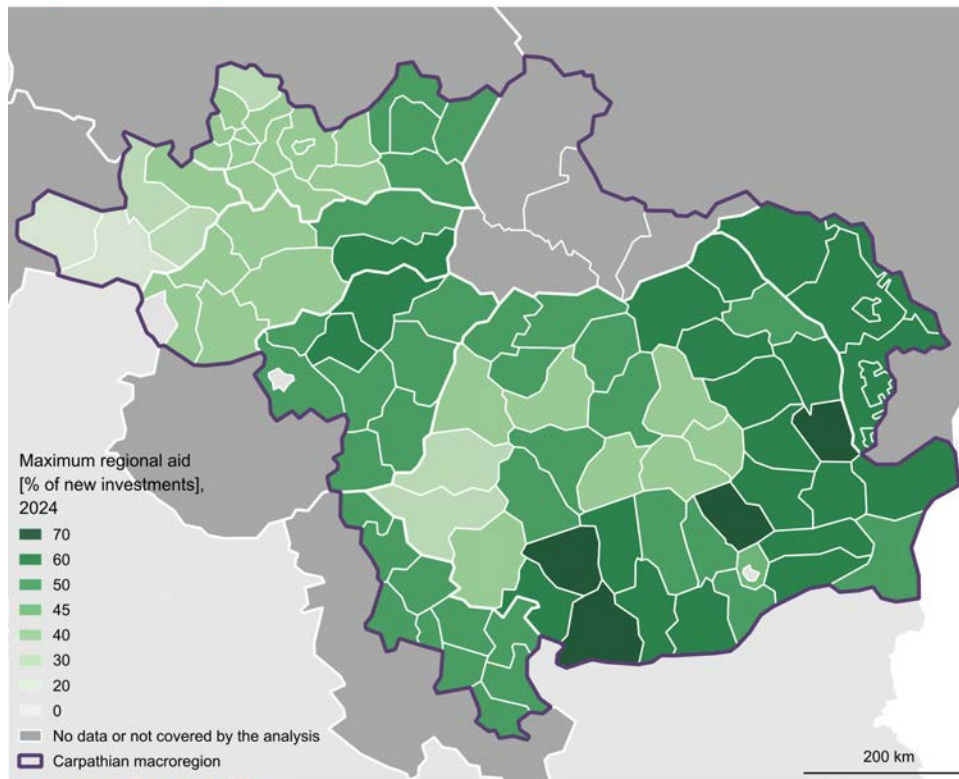 Maximum regional aid
[% of new investments],
2024
70
60
50
45
40
30
20
0
No data or not covered by the analysis
Carpathian macroregion
200 km